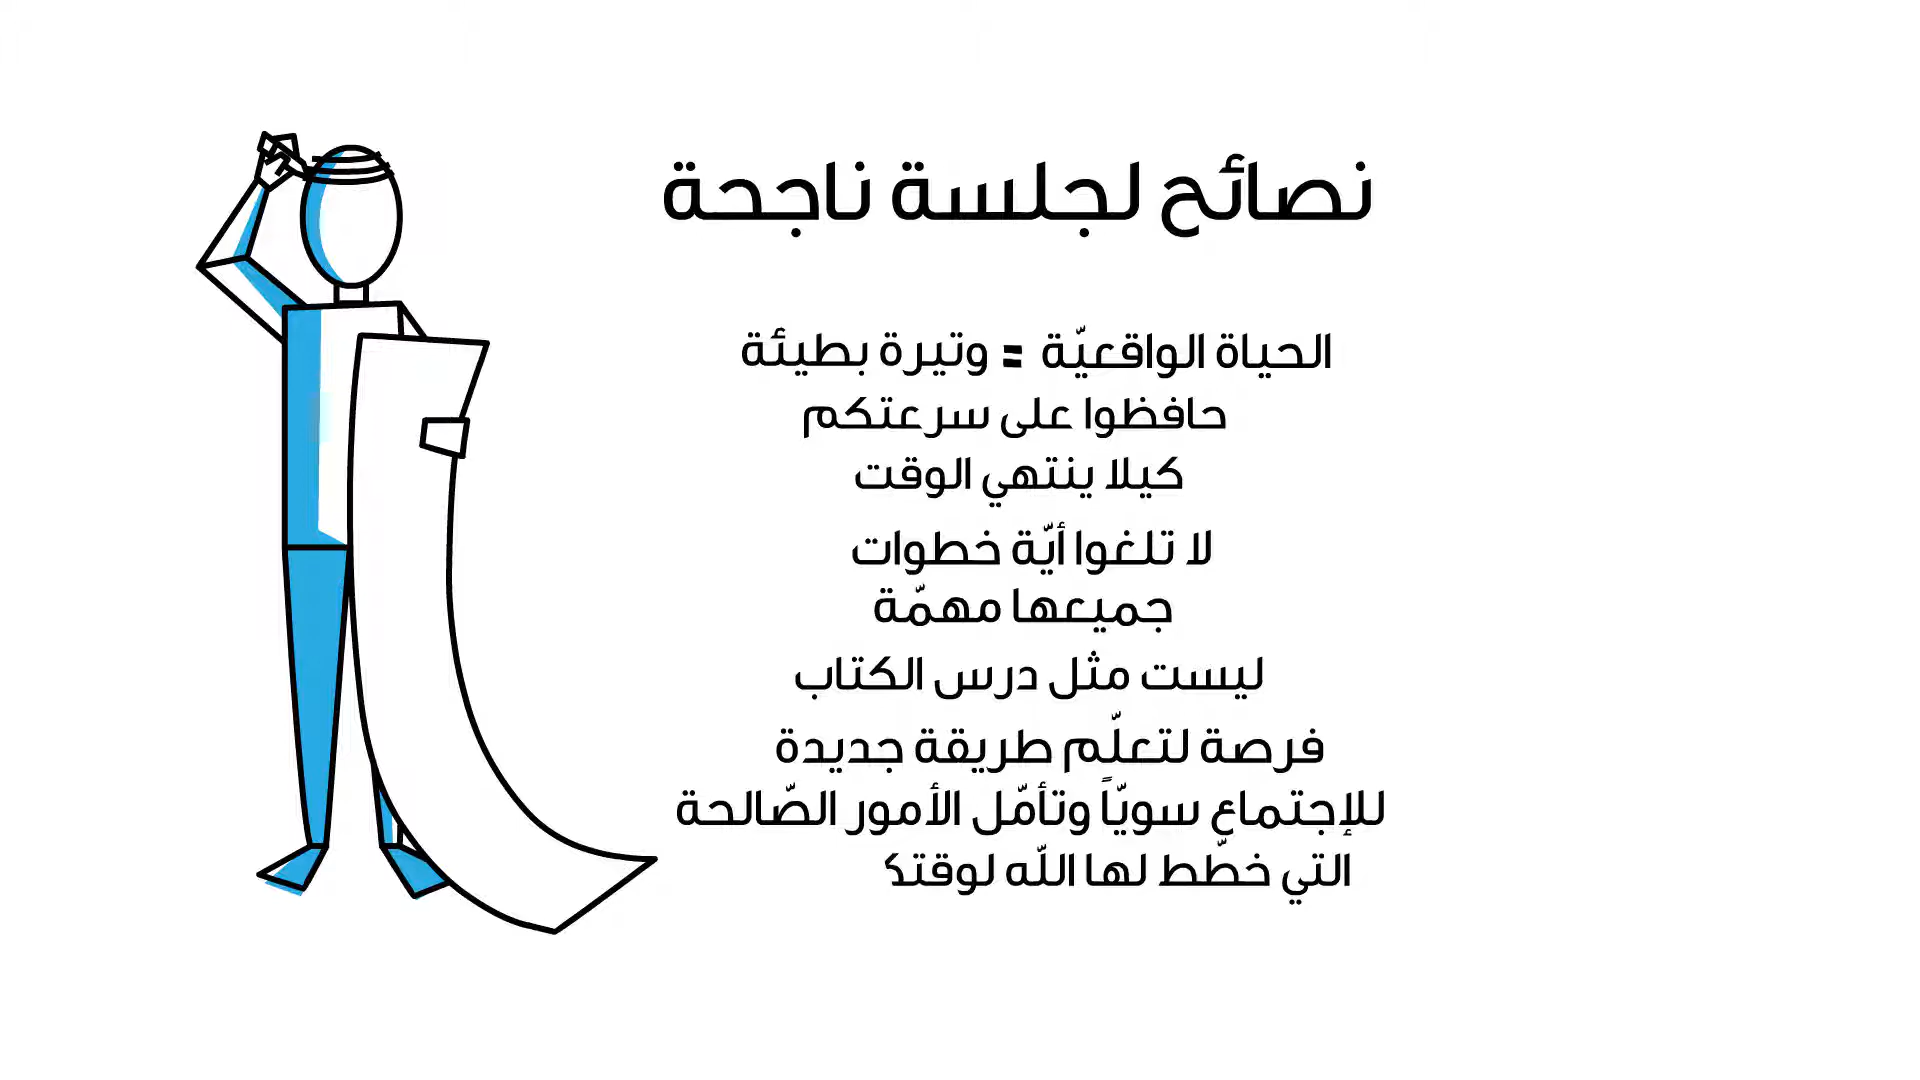 نصائح لجلسة ناجحة
الحياة الواقعيّة = وتيرة بطيئة
حافظوا على سرعتكم
كيلا ينتهي الوقت
لا تلغوا أيّة خطوات
جميعها مهمّة
ليست مثل درس الكتاب
فرصة لتعلّم طريقة جديدة
للإجتماع سويّاً وتأمّل الأمور الصّالحة
التي خطّط لها اللّه لوقتك